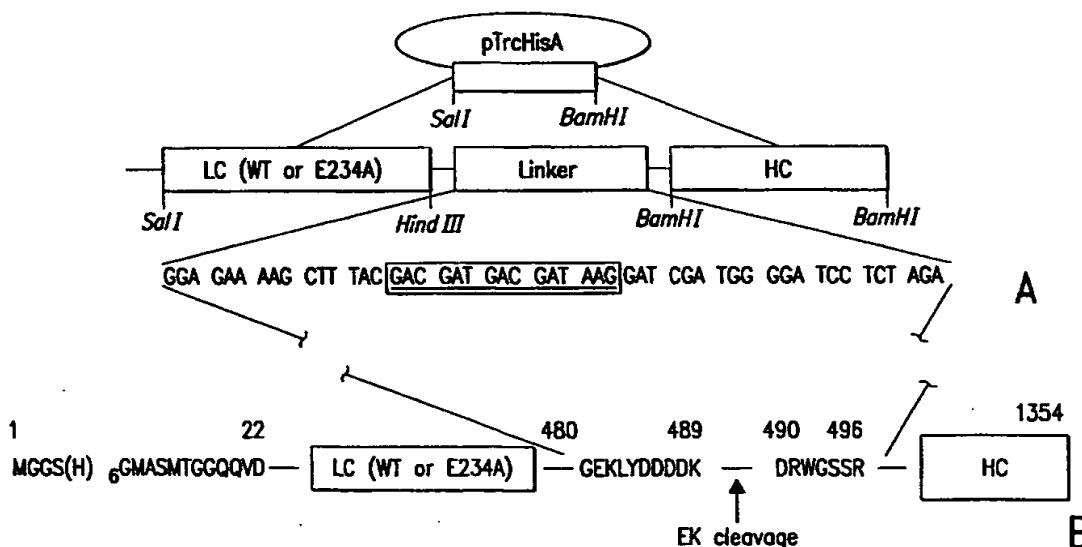 pTrcHisA
SalI BamHI
LC (WT or E234A) Linker HC
SalI Hind III BamHI BamHI
GGA GAA AAG CTT TAC GAC GAT GAC GAT AAG GAT CGA TGG GGA TCC TCT AGA
A
1 22 480 489 490 496 1354
MGGS(H) 6GMASMTGGQQVD LC (WT or E234A) GEKLYDDDDK DRWGSSR HC
EK cleavage
B